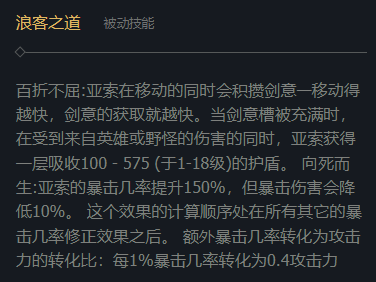 浪客之道 被动技能
百折不屈:亚索在移动的同时会积攒剑意—移动得
越快，剑意的获取就越快。当剑意槽被充满时，
在受到来自英雄或野怪的伤害的同时，亚索获得
一层吸收100 - 575 (于1-18级)的护盾。 向死而
生:亚索的暴击几率提升150%，但暴击伤害会降
低10%。 这个效果的计算顺序处在所有其它的暴
击几率修正效果之后。 额外暴击几率转化为攻击
力的转化比：每1%暴击几率转化为0.4攻击力